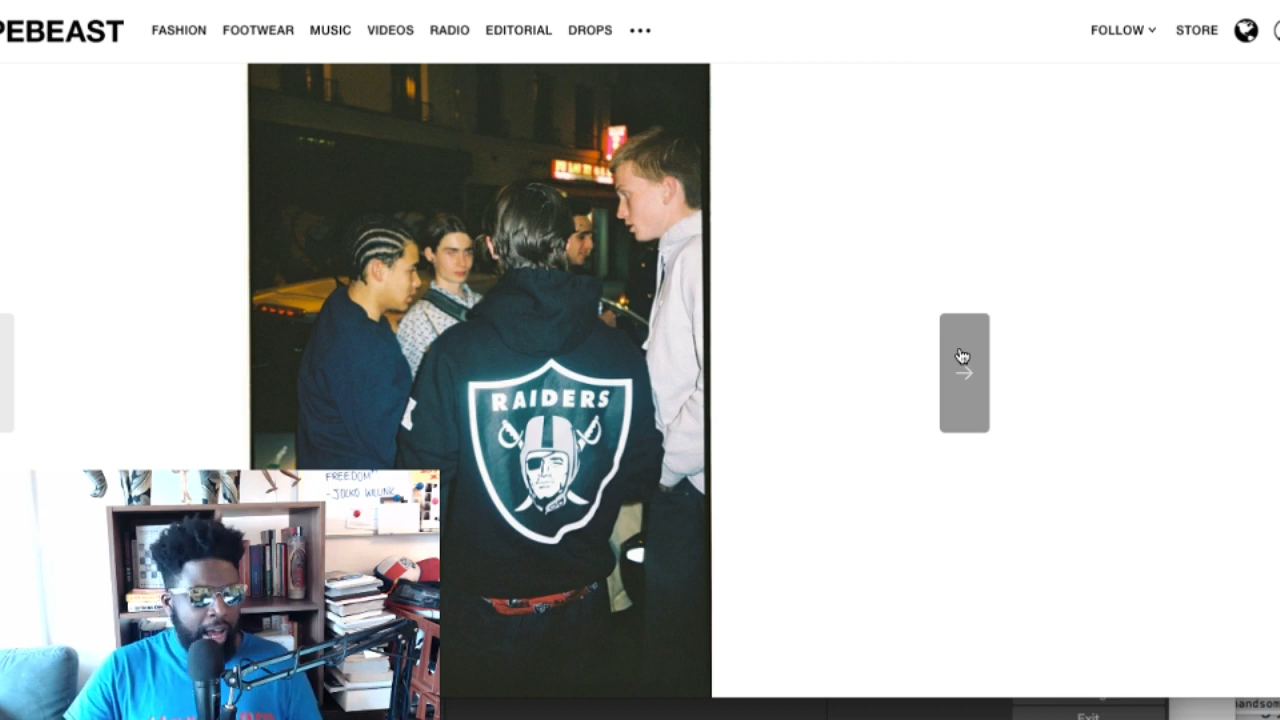 PEBEAST FASHION FOOTWEAR MUSIC VIDEOS RADIO EDITORIAL DROPS ••• FOLLOW STORE
RAIDERS
FREEDOM"
-JOCKO WILLINK
Exit